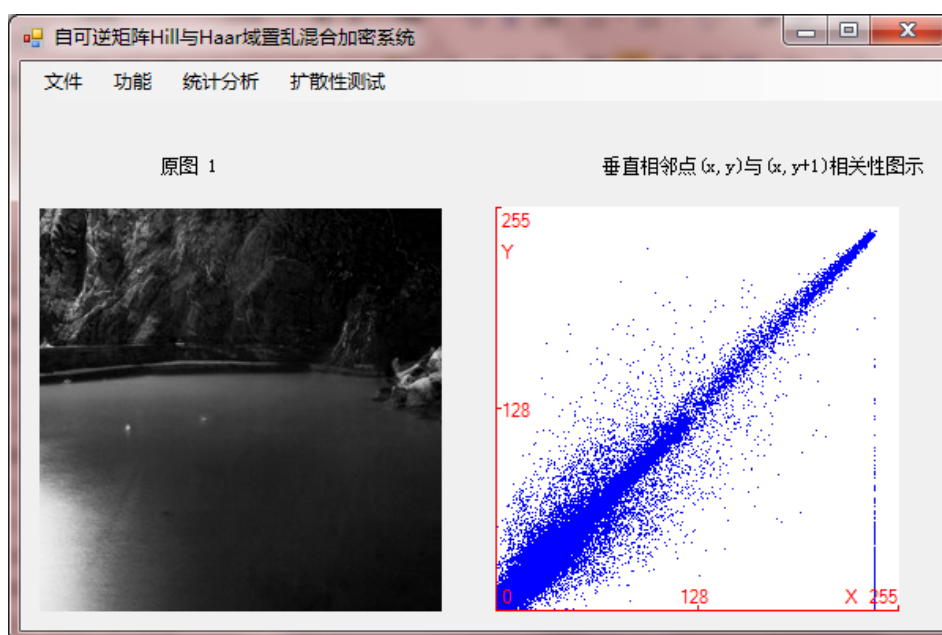 自可逆矩阵Hill与Haar域置乱混合加密系统
文件 功能 统计分析 扩散性测试
原图 1
垂直相邻点(x,y)与(x,y+1)相关性图示
255
Y
128
0 128 X 255